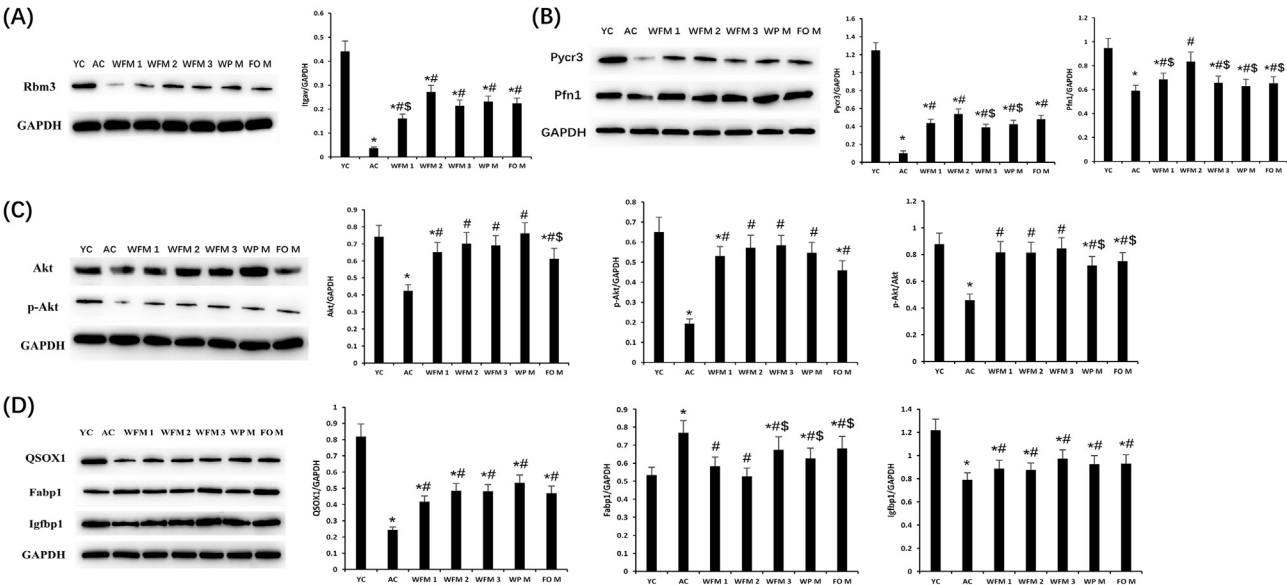 (A)
YC AC WFM 1 WFM 2 WFM 3 WP M FO M
Rbm3
GAPDH
Itgav/GAPDH
0.5
0.4
0.3
0.2
0.1
0
* *#$ *# *# *# *#
YC AC WFM 1 WFM 2 WFM 3 WP M FO M
(B)
YC AC WFM 1 WFM 2 WFM 3 WP M FO M
Pycr3
Pfn1
GAPDH
Pycr3/GAPDH
1.6
1.4
1.2
1
0.8
0.6
0.4
0.2
0
* *# *# *#$ *#$ *#
YC AC WFM 1 WFM 2 WFM 3 WP M FO M
Pfn1/GAPDH
1.2
1
0.8
0.6
0.4
0.2
0
* *#$ # *#$ *#$ *#$
YC AC WFM 1 WFM 2 WFM 3 WP M FO M
(C)
YC AC WFM 1 WFM 2 WFM 3 WP M FO M
Akt
p-Akt
GAPDH
Akt/GAPDH
0.9
0.8
0.7
0.6
0.5
0.4
0.3
0.2
0.1
0
* *# # # # *#$
YC AC WFM 1 WFM 2 WFM 3 WP M FO M
p-Akt/GAPDH
0.8
0.7
0.6
0.5
0.4
0.3
0.2
0.1
0
* *# # # # *#
YC AC WFM 1 WFM 2 WFM 3 WP M FO M
p-Akt/Akt
1.2
1
0.8
0.6
0.4
0.2
0
* # # # *#$ *#$
YC AC WFM 1 WFM 2 WFM 3 WP M FO M
(D)
YC AC WFM 1 WFM 2 WFM 3 WP M FO M
QSOX1
Fabp1
Igfbp1
GAPDH
QSOX1/GAPDH
1
0.9
0.8
0.7
0.6
0.5
0.4
0.3
0.2
0.1
0
* *# *# *# *# *#
YC AC WFM 1 WFM 2 WFM 3 WP M FO M
Fabp1/GAPDH
0.9
0.8
0.7
0.6
0.5
0.4
0.3
0.2
0.1
0
* # # *#$ *#$ *#$
YC AC WFM 1 WFM 2 WFM 3 WP M FO M
Igfbp1/GAPDH
1.4
1.2
1
0.8
0.6
0.4
0.2
0
* *# *# *# *# *#
YC AC WFM 1 WFM 2 WFM 3 WP M FO M